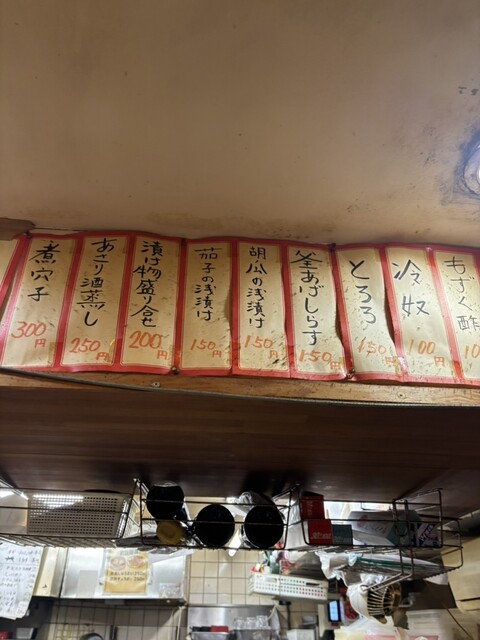 もずく酢
冷奴
100円
とろろ
150円
釜あげしらす
150円
胡瓜の浅漬け
150円
茄子の浅漬け
150円
漬け物盛り合せ
200円
あさり酒蒸し
250円
煮穴子
300円